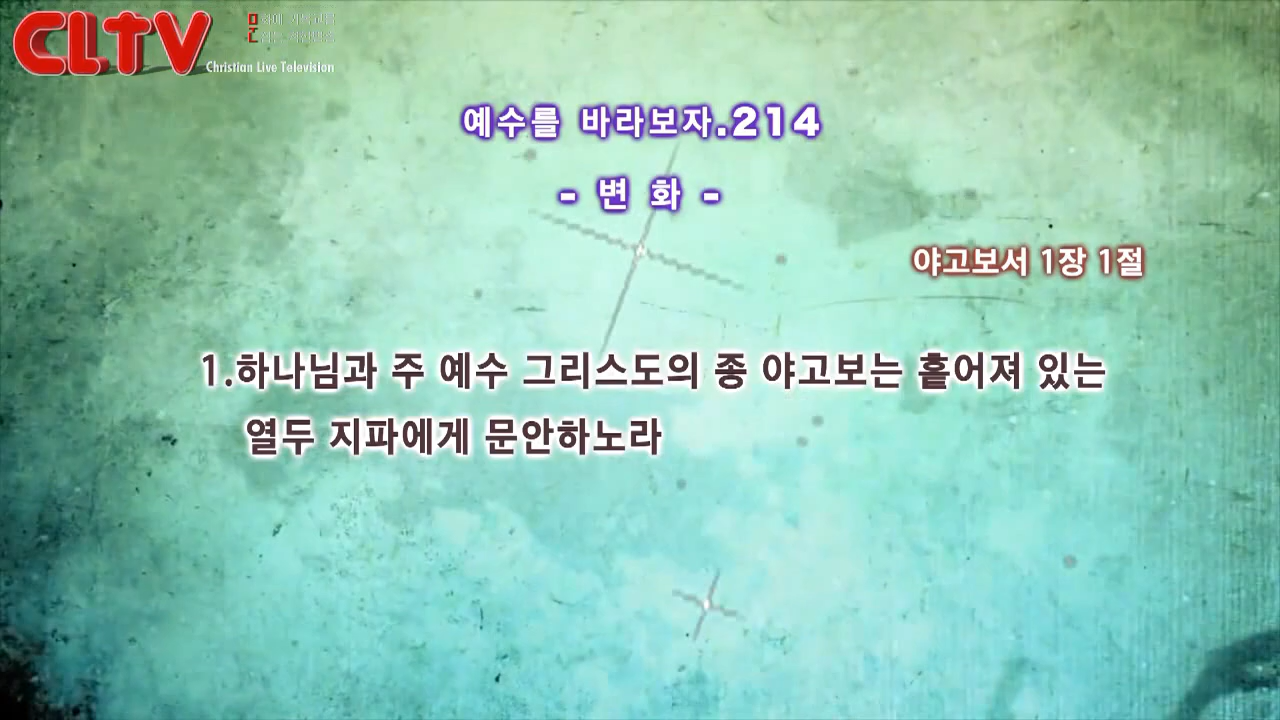 CLTV
Christian Live Television
예수를 바라보자.214
- 변 화 -
야고보서 1장 1절
1.하나님과 주 예수 그리스도의 종 야고보는 흩어져 있는
열두 지파에게 문안하노라